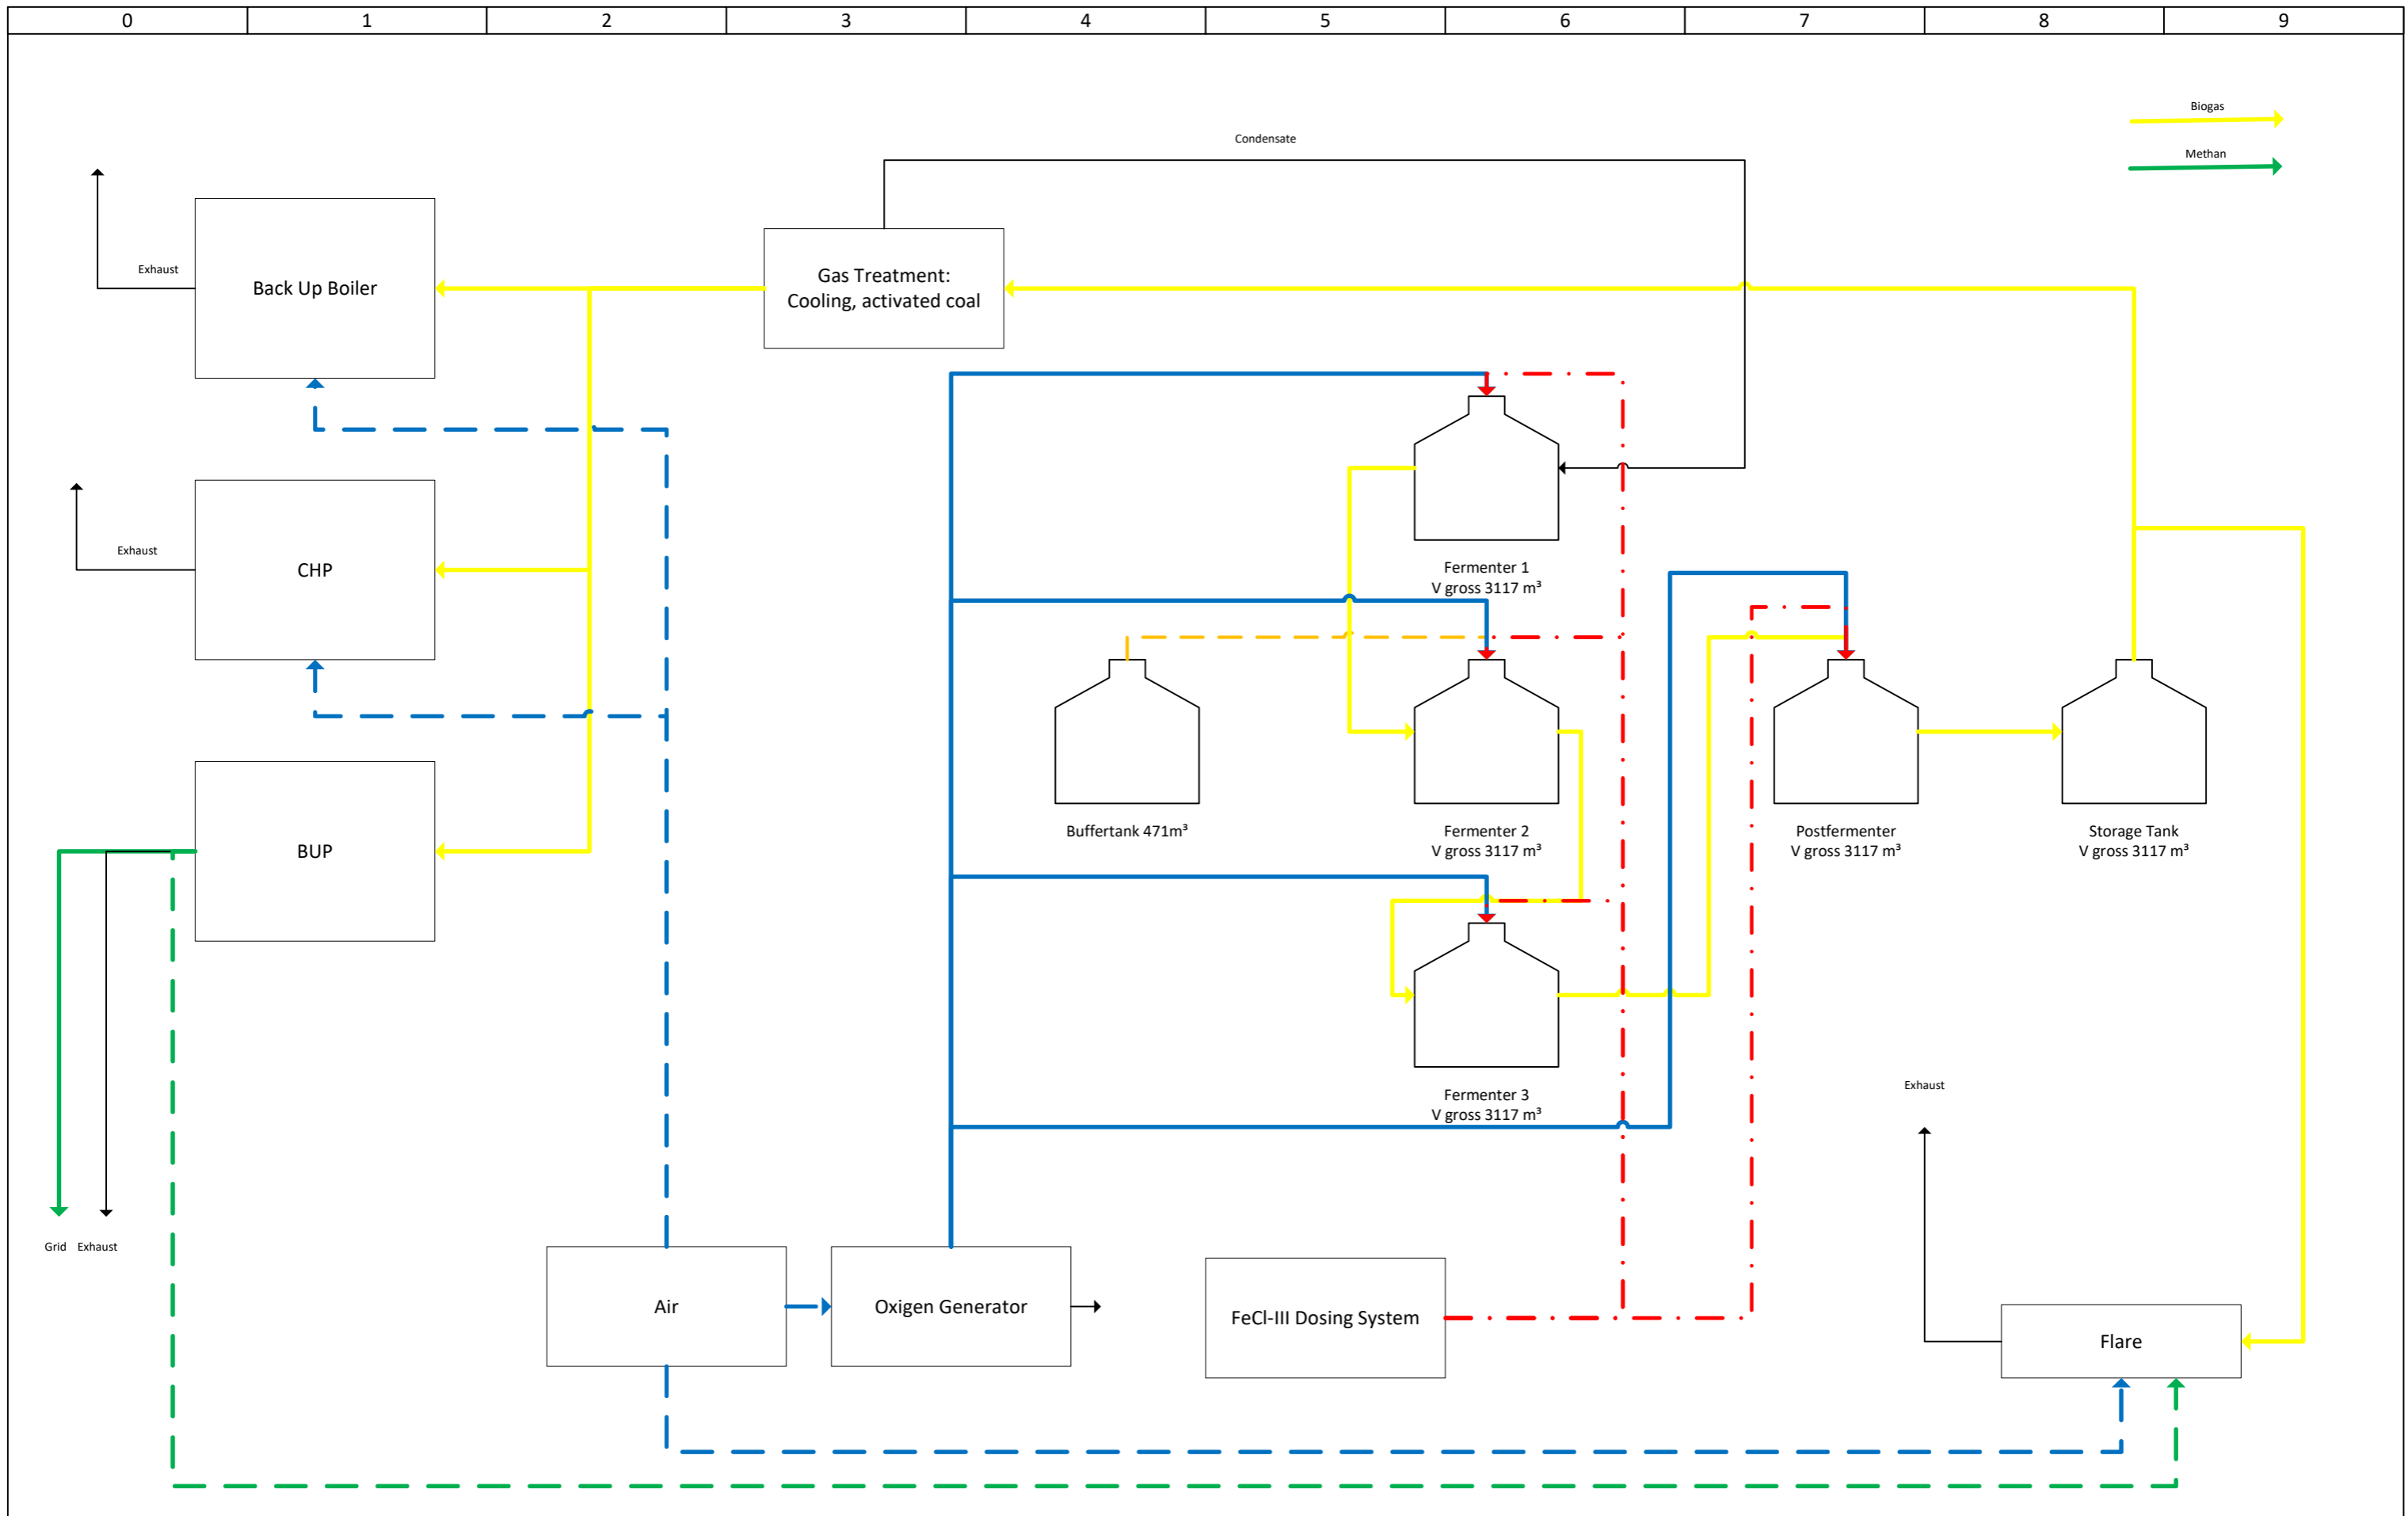 0 1 2 3 4 5 6 7 8 9
Biogas
Condensate
Methan
Exhaust
Back Up Boiler
Gas Treatment:
Cooling, activated coal
Exhaust
CHP
Fermenter 1
V gross 3117 m³
BUP
Buffertank 471m³
Fermenter 2
V gross 3117 m³
Postfermenter
V gross 3117 m³
Storage Tank
V gross 3117 m³
Fermenter 3
V gross 3117 m³
Exhaust
Grid Exhaust
Air
Oxigen Generator
FeCl-III Dosing System
Flare